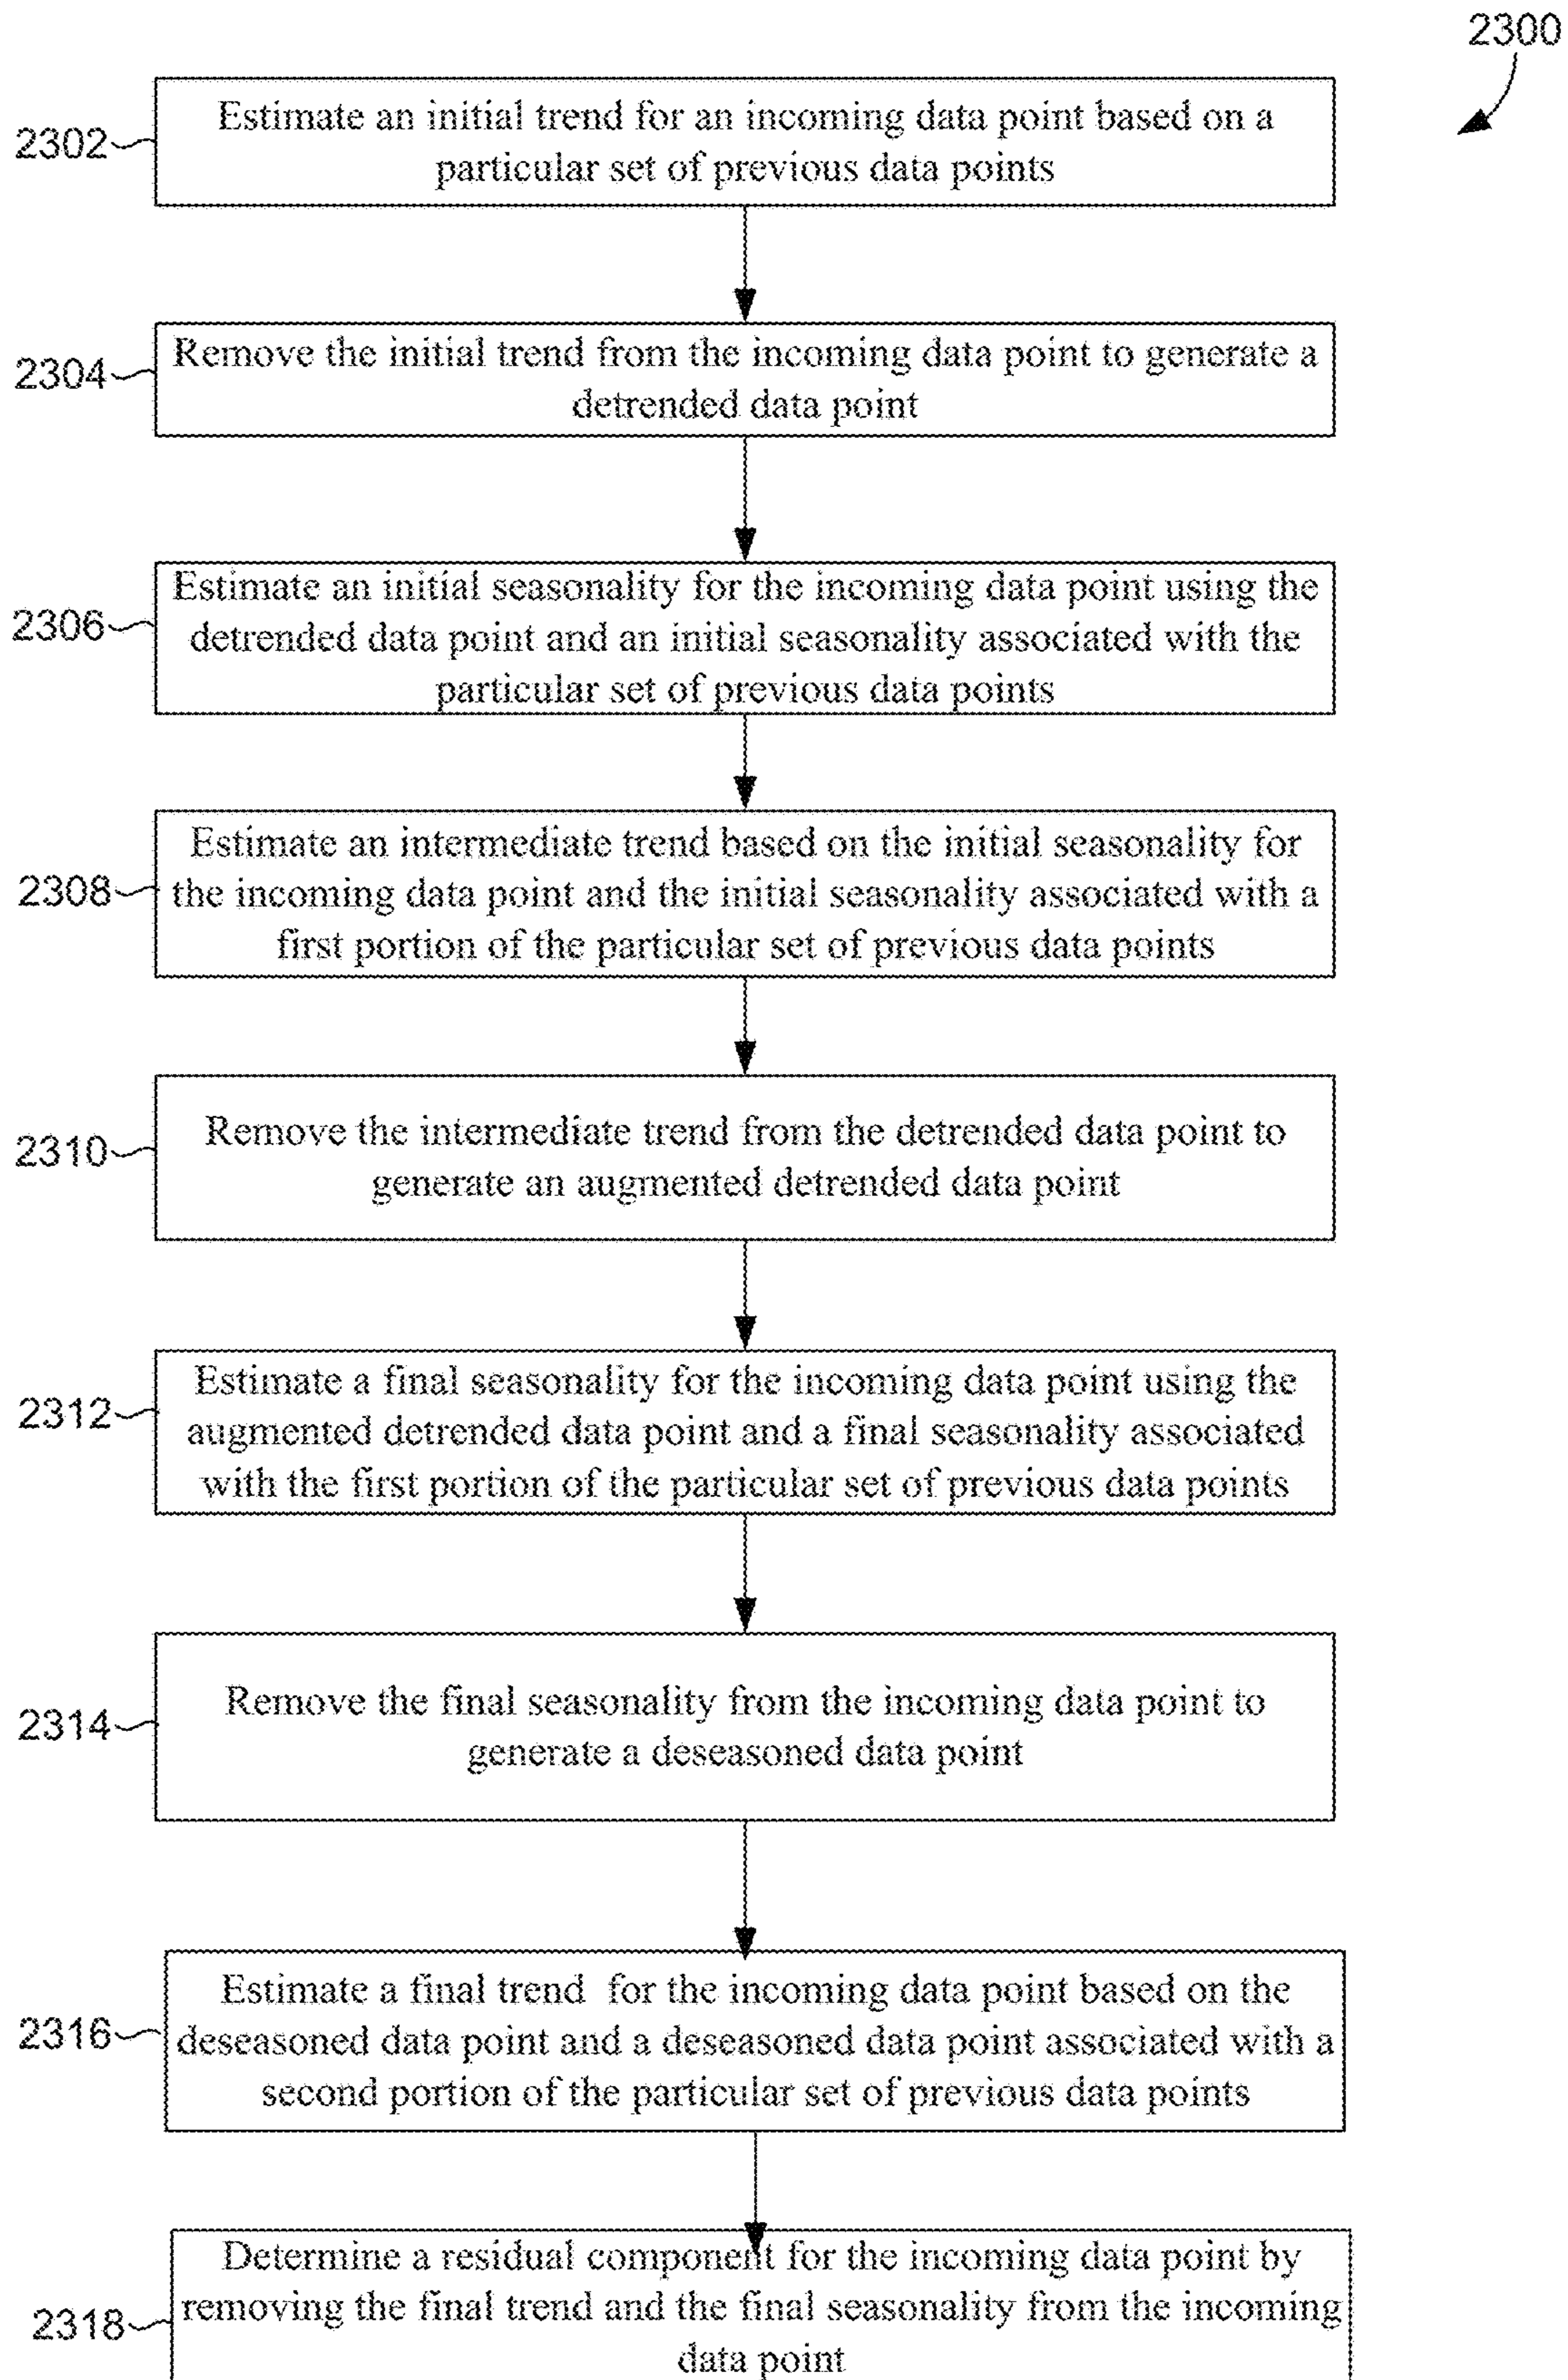 2300
2302
Estimate an initial trend for an incoming data point based on a
particular set of previous data points
2304
Remove the initial trend from the incoming data point to generate a
detrended data point
2306
Estimate an initial seasonality for the incoming data point using the
detrended data point and an initial seasonality associated with the
particular set of previous data points
2308
Estimate an intermediate trend based on the initial seasonality for
the incoming data point and the initial seasonality associated with a
first portion of the particular set of previous data points
2310
Remove the intermediate trend from the detrended data point to
generate an augmented detrended data point
2312
Estimate a final seasonality for the incoming data point using the
augmented detrended data point and a final seasonality associated
with the first portion of the particular set of previous data points
2314
Remove the final seasonality from the incoming data point to
generate a deseasoned data point
2316
Estimate a final trend for the incoming data point based on the
deseasoned data point and a deseasoned data point associated with a
second portion of the particular set of previous data points
2318
Determine a residual component for the incoming data point by
removing the final trend and the final seasonality from the incoming
data point